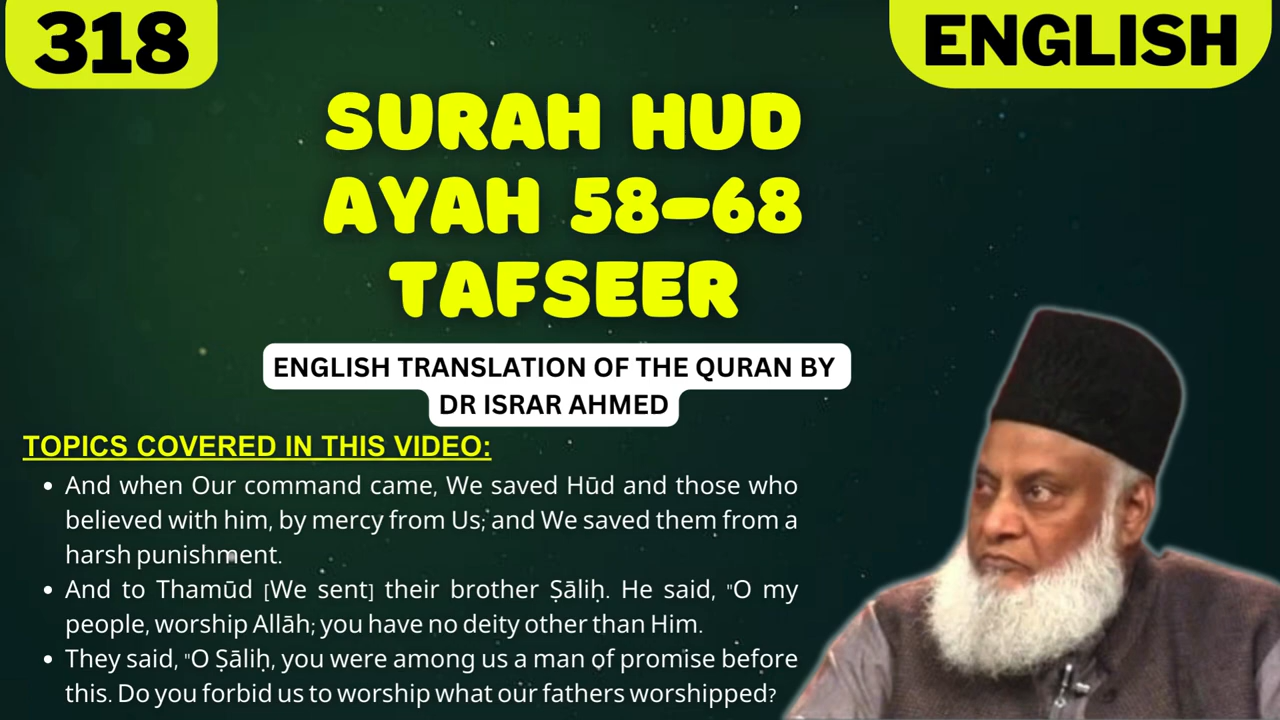 318
ENGLISH
SURAH HUD
AYAH 58-68
TAFSEER
ENGLISH TRANSLATION OF THE QURAN BY
DR ISRAR AHMED
TOPICS COVERED IN THIS VIDEO:
• And when Our command came, We saved Hūd and those who
believed with him, by mercy from Us; and We saved them from a
harsh punishment.
• And to Thamūd [We sent] their brother Ṣāliḥ. He said, "O my
people, worship Allāh; you have no deity other than Him.
• They said, "O Ṣāliḥ, you were among us a man of promise before
this. Do you forbid us to worship what our fathers worshipped?